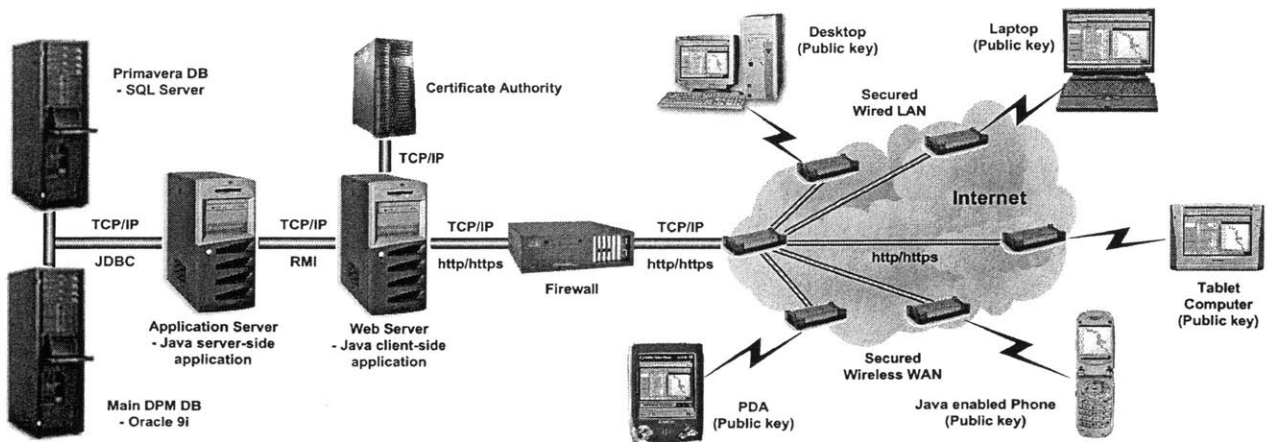 Primavera DB
- SQL Server
Certificate Authority
TCP/IP
Desktop
(Public key)
Laptop
(Public key)
Secured
Wired LAN
Internet
TCP/IP
JDBC
TCP/IP
RMI
TCP/IP
http/https
Firewall
TCP/IP
http/https
http/https
Application Server
- Java server-side
application
Web Server
- Java client-side
application
Tablet
Computer
(Public key)
Main DPM DB
- Oracle 9i
PDA
(Public key)
Secured
Wireless WAN
Java enabled Phone
(Public key)